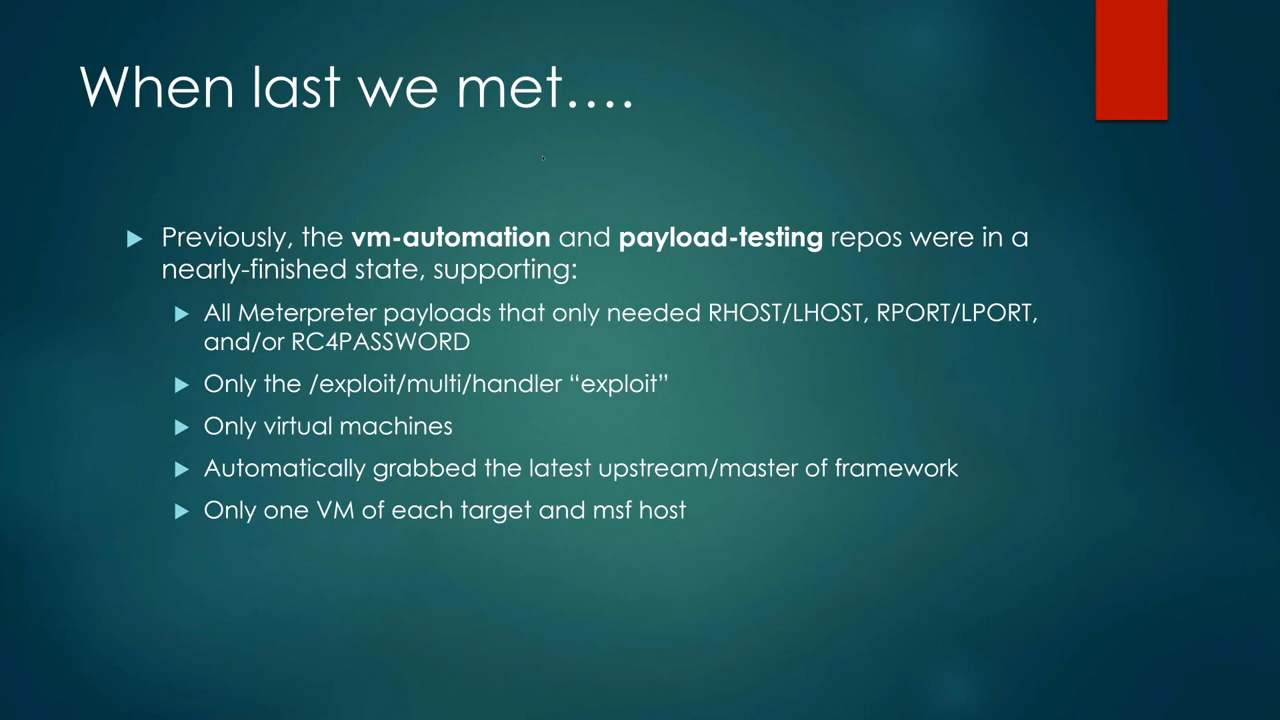 When last we met....
Previously, the vm-automation and payload-testing repos were in a
nearly-finished state, supporting:
All Meterpreter payloads that only needed RHOST/LHOST, RPORT/LPORT,
and/or RC4PASSWORD
Only the /exploit/multi/handler “exploit”
Only virtual machines
Automatically grabbed the latest upstream/master of framework
Only one VM of each target and msf host